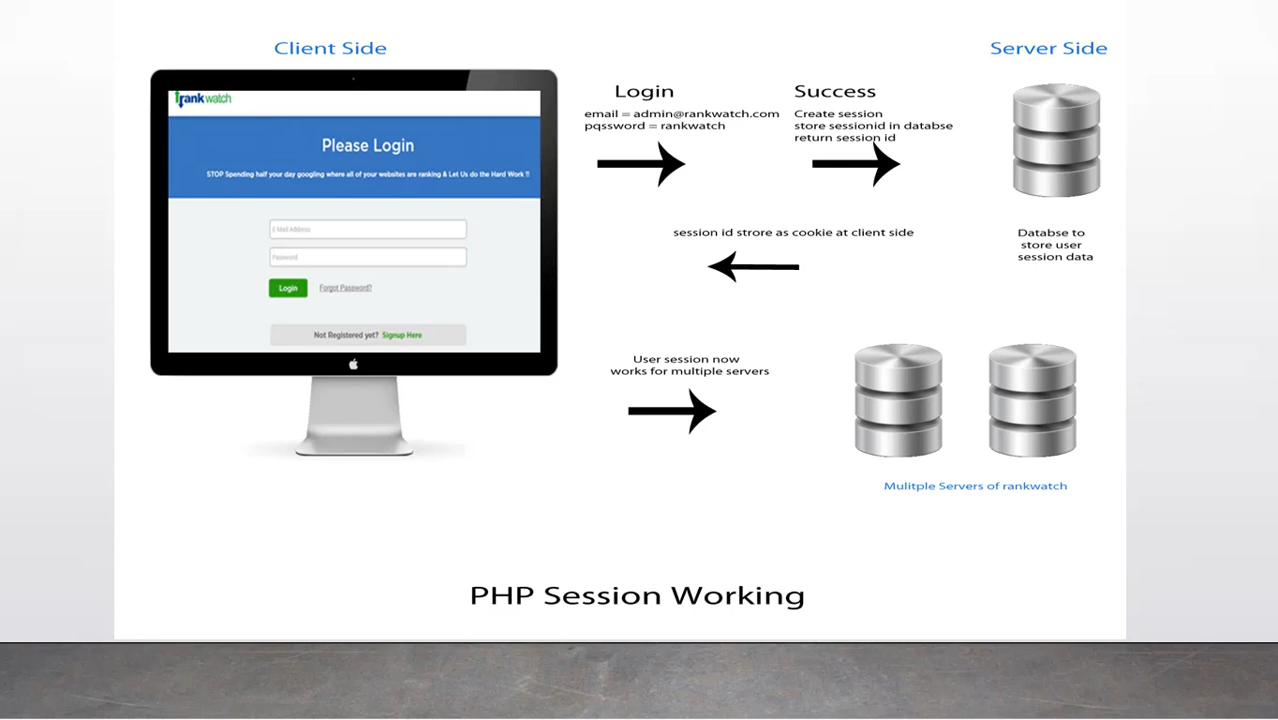 Client Side
Server Side
rankwatch
Please Login
STOP Spending half your day googling where all of your websites are ranking & Let Us do the Hard Work !!
E Mail Address
Password
Login
Forgot Password?
Not Registered yet? Signup Here
Login
email = admin@rankwatch.com
pqssword = rankwatch
Success
Create session
store sessionid in databse
return session id
session id strore as cookie at client side
Databse to
store user
session data
User session now
works for multiple servers
Mulitple Servers of rankwatch
PHP Session Working